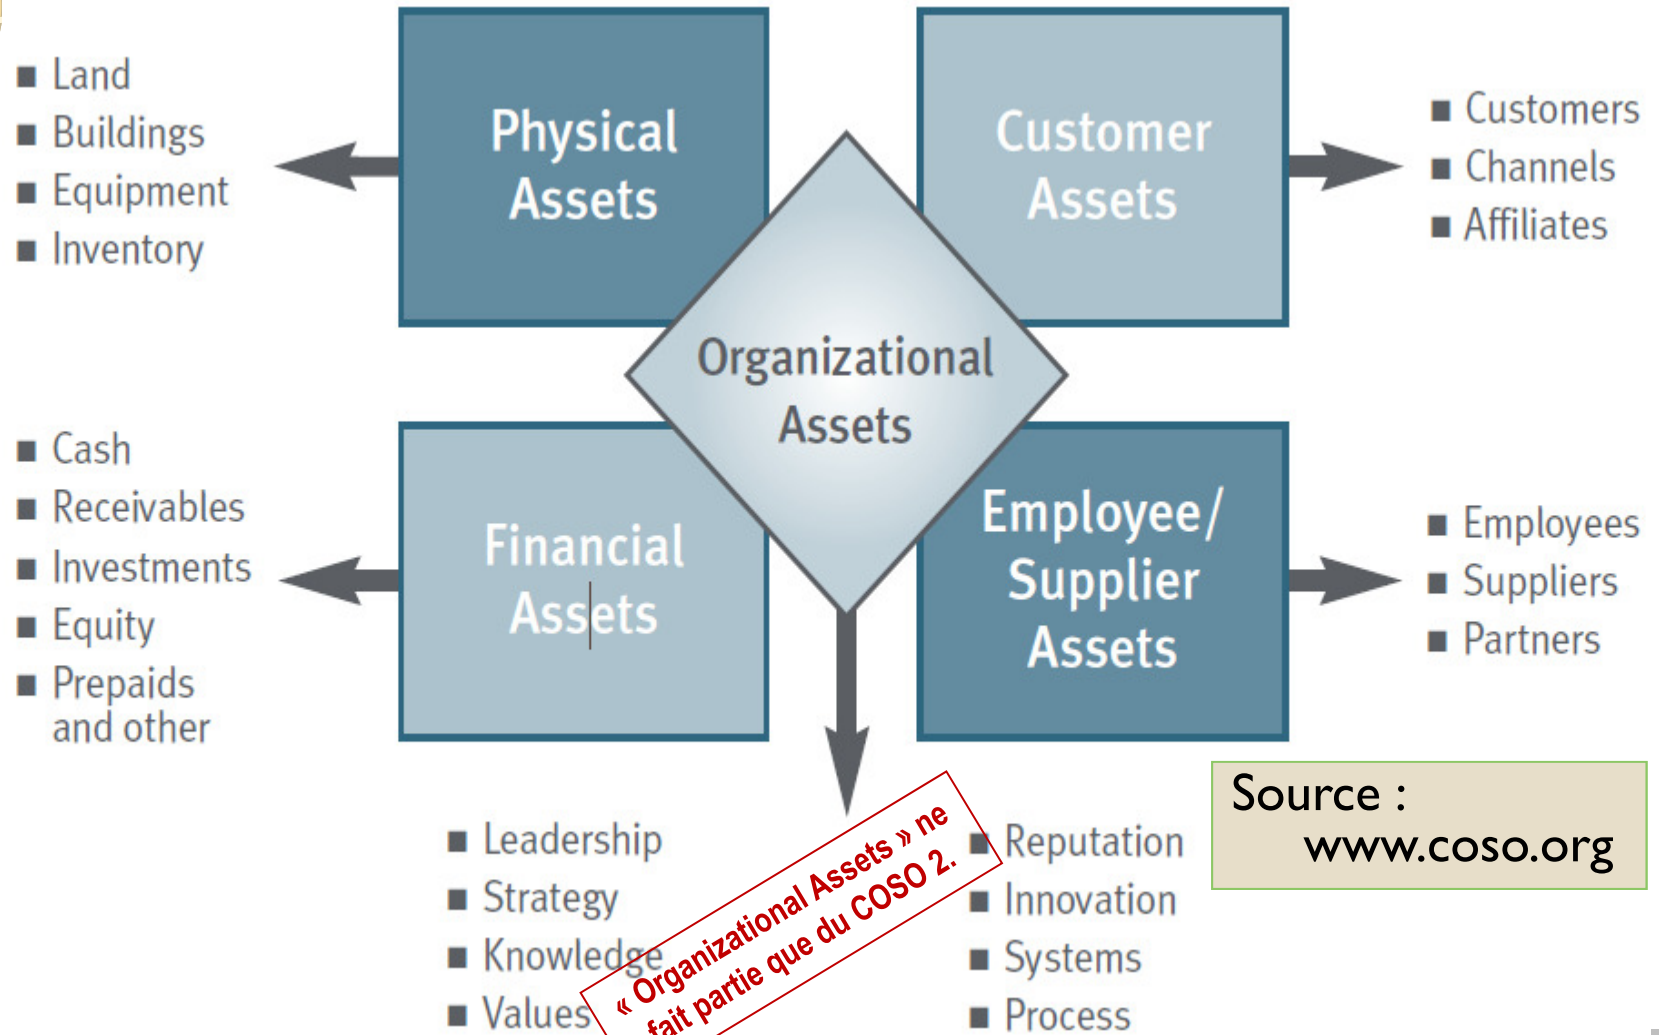 Land
Buildings
Equipment
Inventory
Physical
Assets
Customer
Assets
Customers
Channels
Affiliates
Organizational
Assets
Cash
Receivables
Investments
Equity
Prepaids
and other
Financial
Assets
Employee/
Supplier
Assets
Employees
Suppliers
Partners
Leadership
Strategy
Knowledge
Values
« Organizational Assets » ne
fait partie que du COSO 2.
Reputation
Innovation
Systems
Process
Source :
www.coso.org